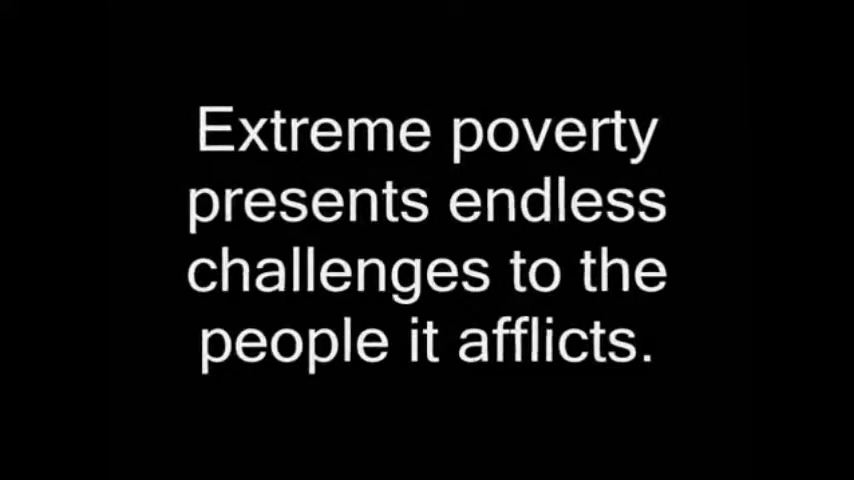 Extreme poverty
presents endless
challenges to the
people it afflicts.